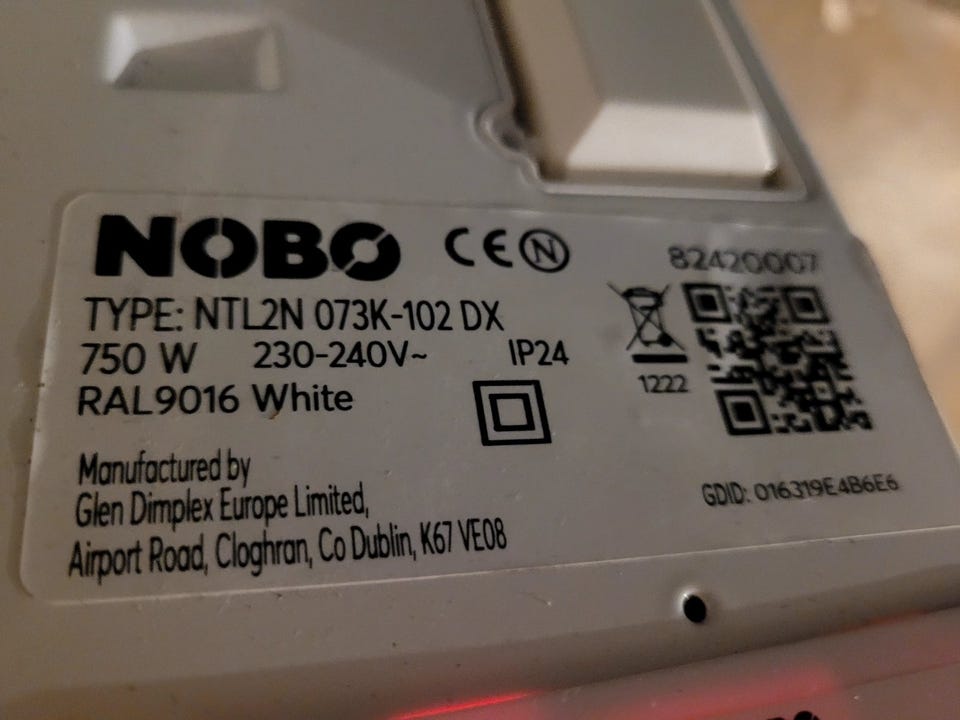 NOBO CE N
82420007
TYPE: NTL2N 073K-102 DX
750 W 230-240V~ IP24
RAL9016 White
1222
Manufactured by
Glen Dimplex Europe Limited,
Airport Road, Cloghran, Co Dublin, K67 VE08
GDID: 016319E4B6E6